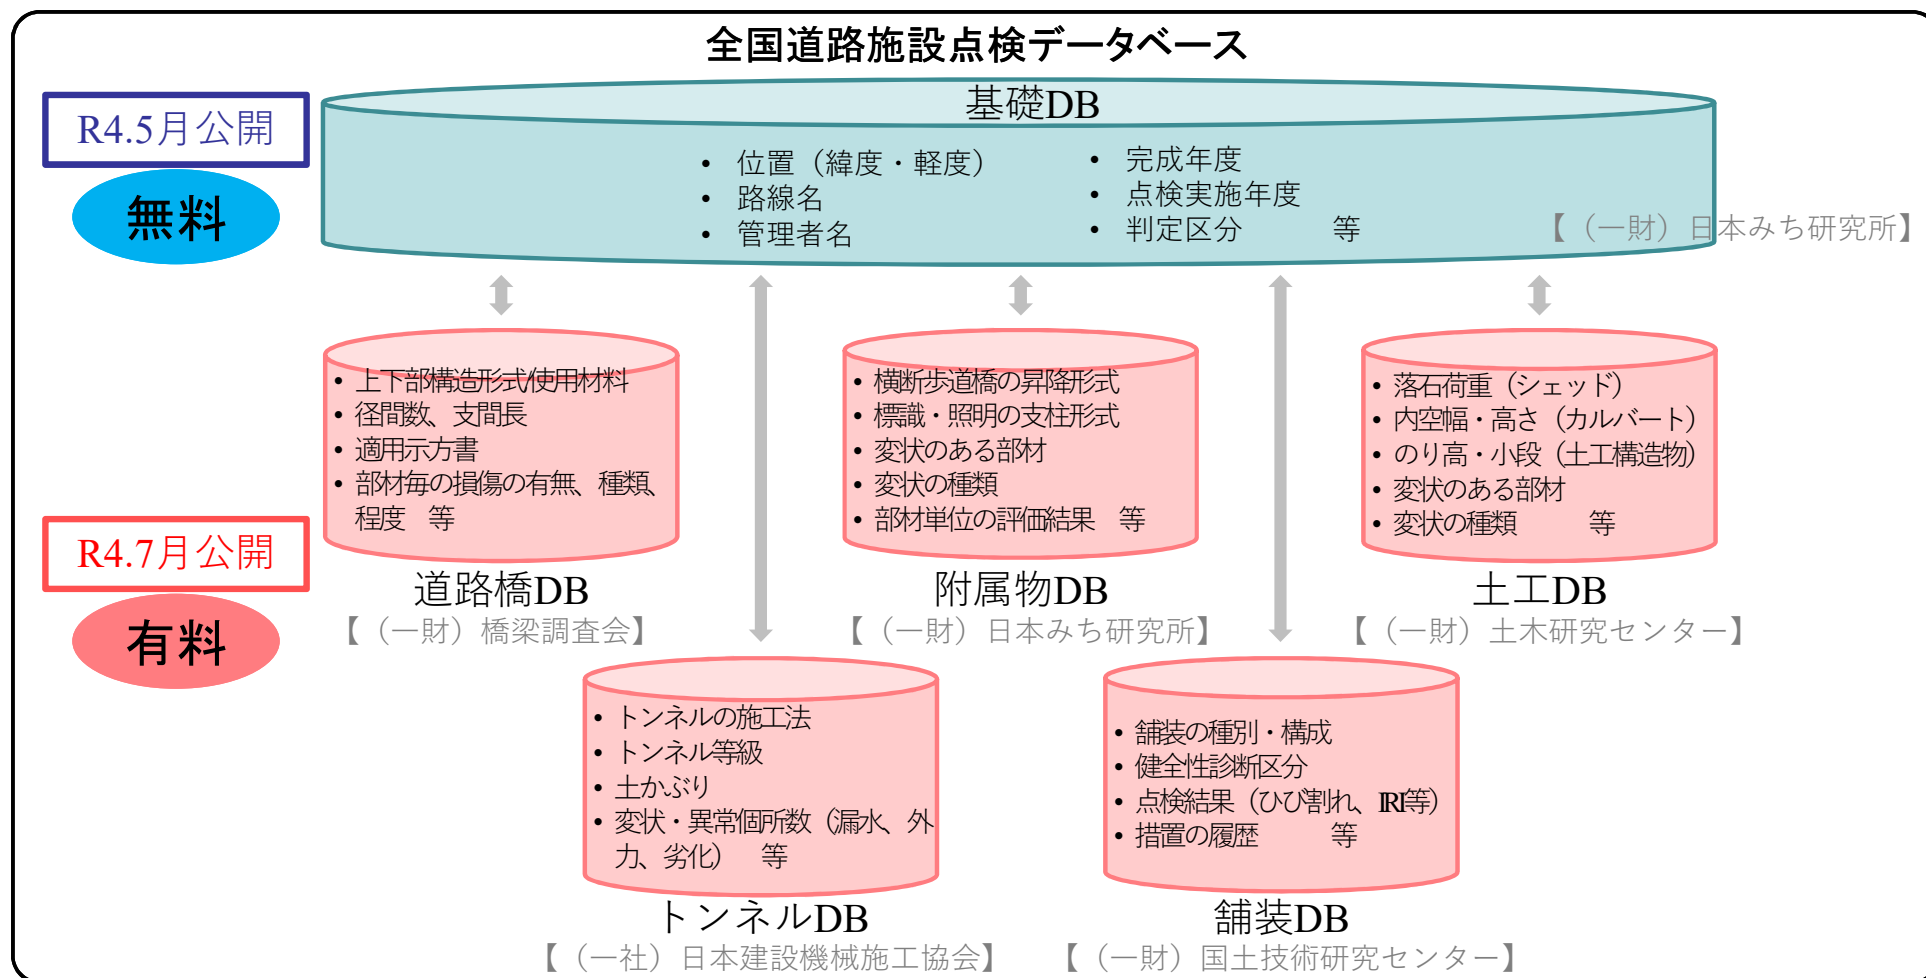 全国道路施設点検データベース
R4.5月公開
無料
基礎DB
• 位置（緯度・軽度）
• 路線名
• 管理者名
• 完成年度
• 点検実施年度
• 判定区分　　　等
【（一財）日本みち研究所】
R4.7月公開
有料
• 上下部構造形式/使用材料
• 径間数、支間長
• 適用示方書
• 部材毎の損傷の有無、種類、
程度　等
道路橋DB
【（一財）橋梁調査会】
• 横断歩道橋の昇降形式
• 標識・照明の支柱形式
• 変状のある部材
• 変状の種類
• 部材単位の評価結果　等
附属物DB
【（一財）日本みち研究所】
• 落石荷重（シェッド）
• 内空幅・高さ（カルバート）
• のり高・小段（土工構造物）
• 変状のある部材
• 変状の種類　　　等
土工DB
【（一財）土木研究センター】
• トンネルの施工法
• トンネル等級
• 土かぶり
• 変状・異常個所数（漏水、外
力、劣化）　等
トンネルDB
【（一社）日本建設機械施工協会】
• 舗装の種別・構成
• 健全性診断区分
• 点検結果（ひび割れ、IRI等）
• 措置の履歴　　　等
舗装DB
【（一財）国土技術研究センター】